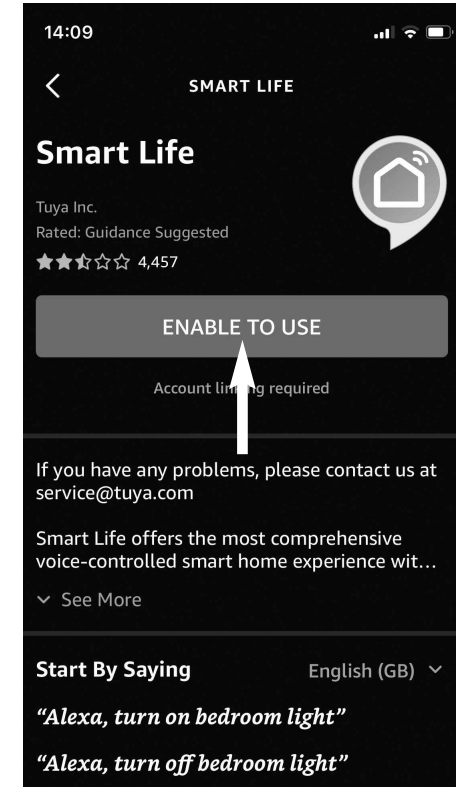 14:09
SMART LIFE
Smart Life
Tuya Inc.
Rated: Guidance Suggested
4,457
ENABLE TO USE
Account linking required
If you have any problems, please contact us at
service@tuya.com
Smart Life offers the most comprehensive
voice-controlled smart home experience wit...
See More
Start By Saying
English (GB)
“Alexa, turn on bedroom light”
“Alexa, turn off bedroom light”